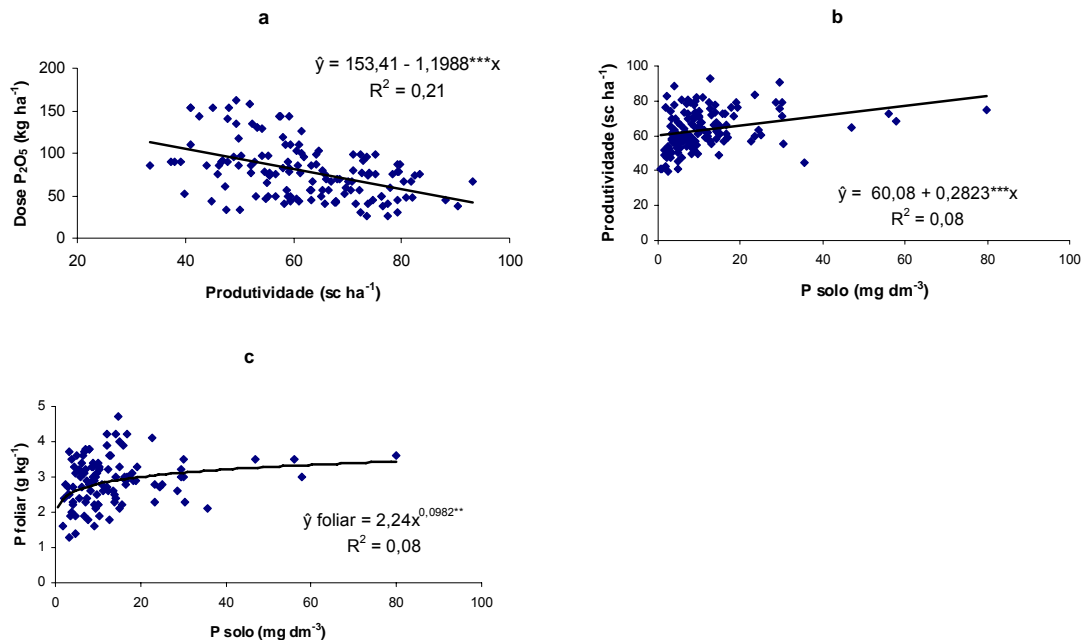 a
ŷ = 153,41 - 1,1988***x
R² = 0,21
Dose P₂O₅ (kg ha⁻¹)
200
150
100
50
0
20 40 60 80 100
Produtividade (sc ha⁻¹)
b
Produtividade (sc ha⁻¹)
100
80
60
40
20
0
ŷ = 60,08 + 0,2823***x
R² = 0,08
0 20 40 60 80 100
P solo (mg dm⁻³)
c
P foliar (g kg⁻¹)
5
4
3
2
1
0
ŷ foliar = 2,24x⁰,⁰⁹⁸²**
R² = 0,08
0 20 40 60 80 100
P solo (mg dm⁻³)